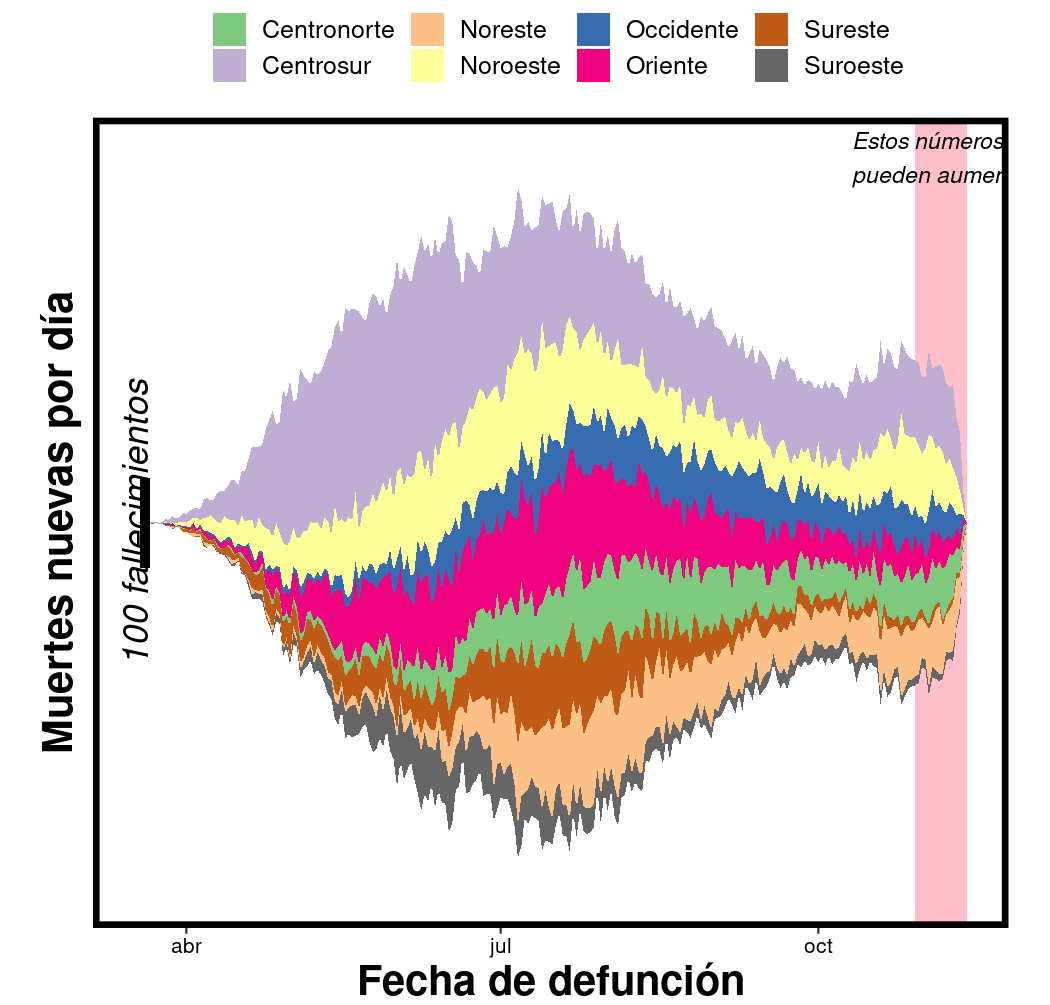 Centronorte Noreste Occidente Sureste
Centrosur Noroeste Oriente Suroeste
Estos números
pueden aumen
Muertes nuevas por día
100 fallecimientos
abr jul oct
Fecha de defunción